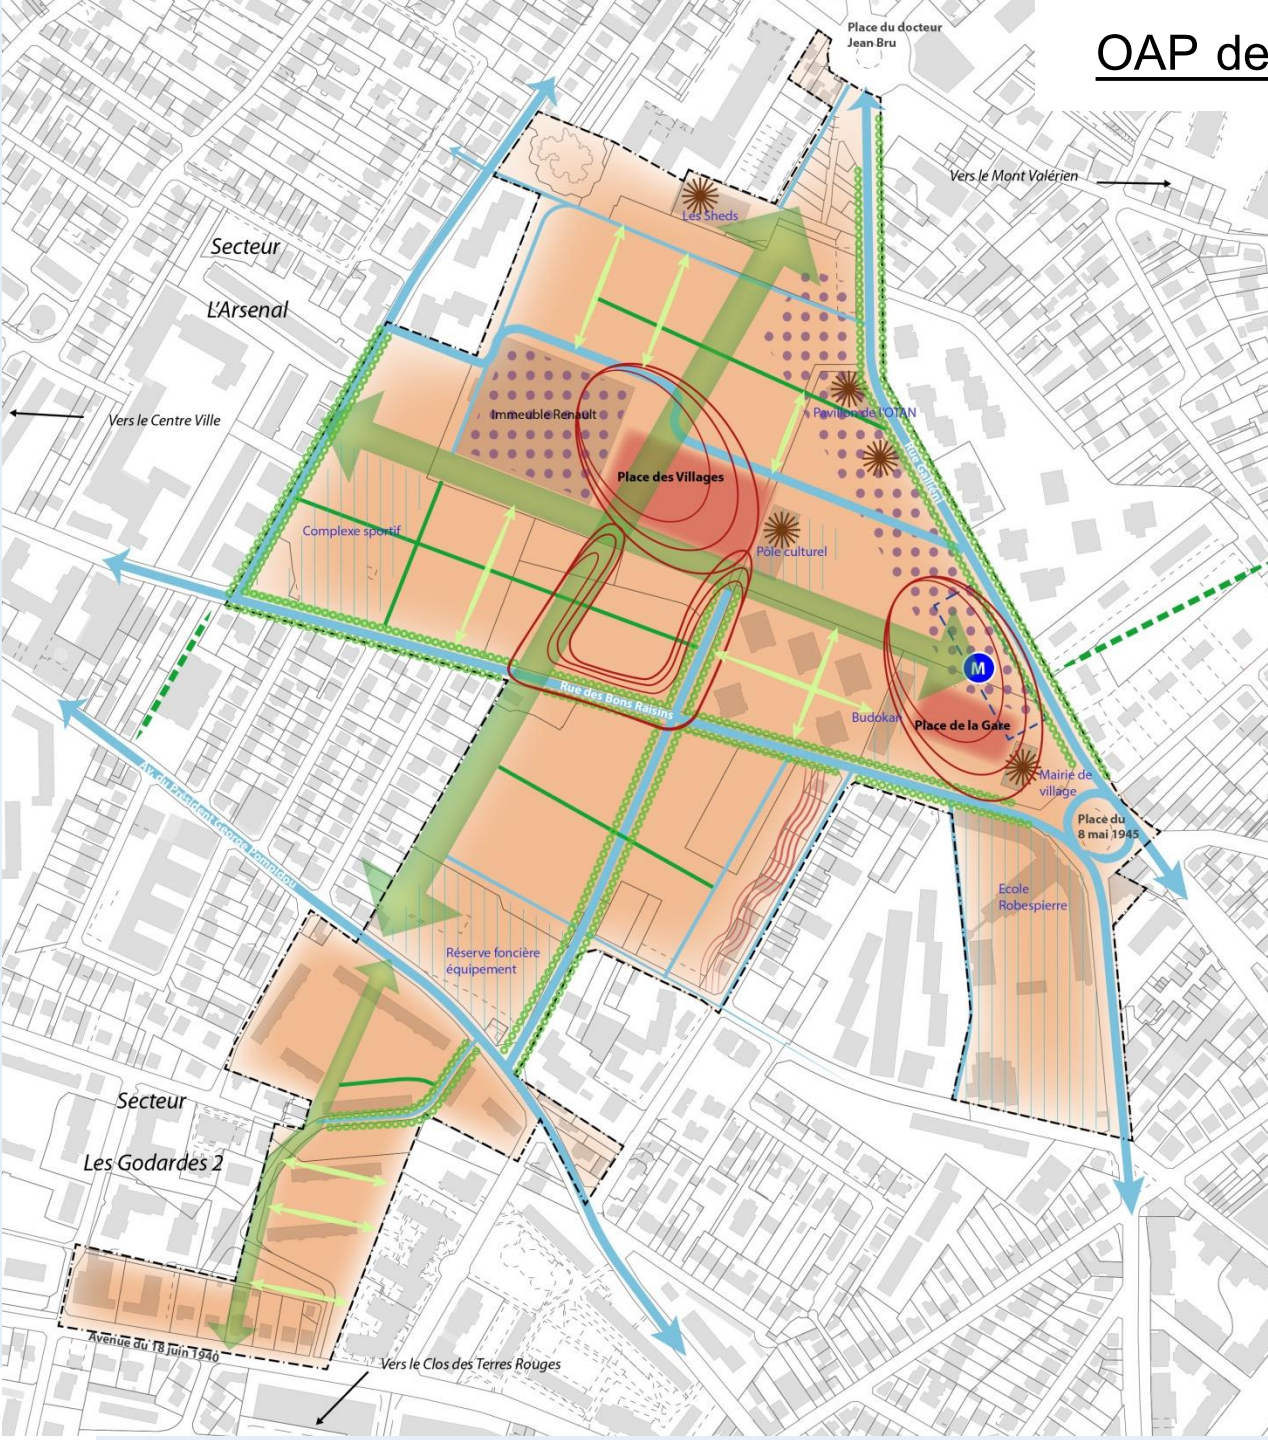 Place du docteur
Jean Bru
OAP de
Vers le Mont Valérien
Les Sheds
Secteur
L'Arsenal
Vers le Centre Ville
Immeuble Renault
Pavillon de l'OTAN
Rue Gallieni
Place des Villages
Complexe sportif
Pôle culturel
M
Rue des Bons Raisins
Budokan
Place de la Gare
Mairie de
village
Place du
8 mai 1945
Av. du Président George Pompidou
Ecole
Robespierre
Réserve foncière
équipement
Secteur
Les Godardes 2
Avenue du 18 juin 1940
Vers le Clos des Terres Rouges